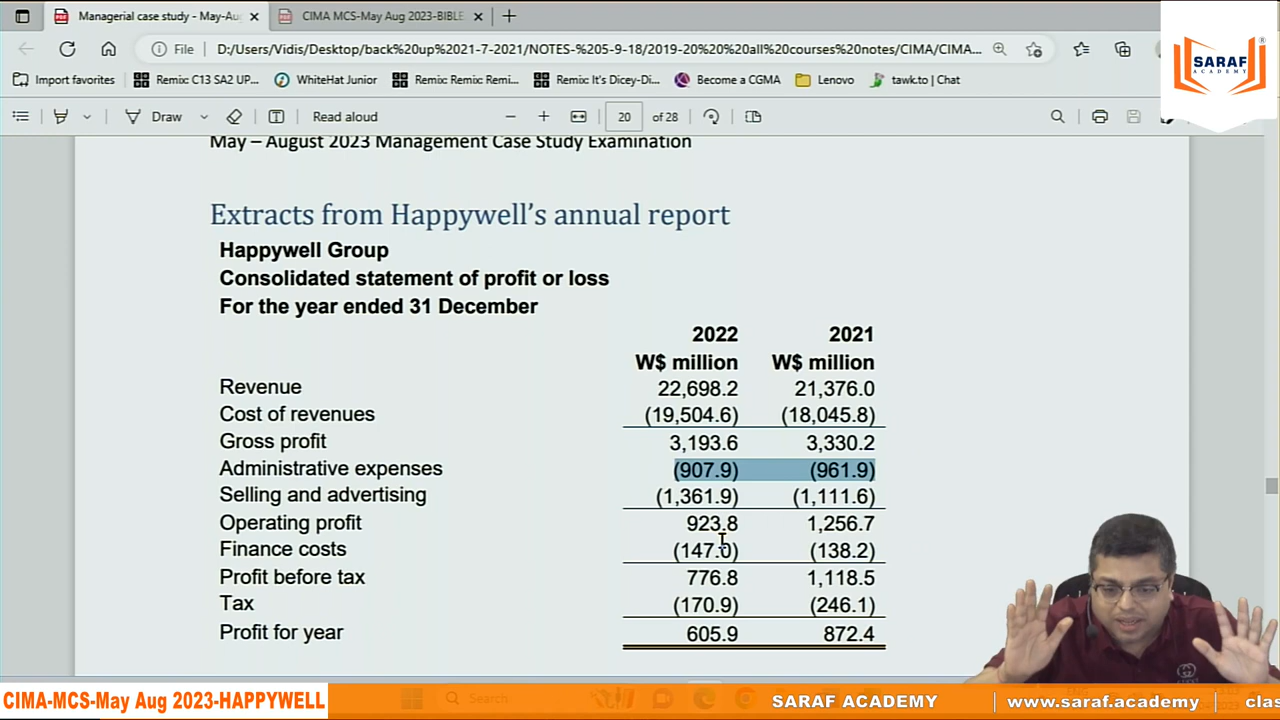 Managerial case study - May-Au
CIMA MCS-May Aug 2023-BIBLE
File
D:/Users/Vidis/Desktop/back%20up%2021-7-2021/NOTES-%205-9-18/2019-20%20%20all%20courses%20notes/CIMA/CIMA...
Import favorites
Remix: C13 SA2 UP...
WhiteHat Junior
Remix: Remix: Remi...
Remix: It's Dicey-Di...
Become a CGMA
Lenovo
tawk.to | Chat
SARAF
ACADEMY
Draw
Read aloud
20 of 28
May – August 2023 Management Case Study Examination
Extracts from Happywell's annual report
Happywell Group
Consolidated statement of profit or loss
For the year ended 31 December
2022 2021
W$ million W$ million
Revenue 22,698.2 21,376.0
Cost of revenues (19,504.6) (18,045.8)
Gross profit 3,193.6 3,330.2
Administrative expenses (907.9) (961.9)
Selling and advertising (1,361.9) (1,111.6)
Operating profit 923.8 1,256.7
Finance costs (147.0) (138.2)
Profit before tax 776.8 1,118.5
Tax (170.9) (246.1)
Profit for year 605.9 872.4
Search
CIMA-MCS-May Aug 2023-HAPPYWELL
SARAF ACADEMY
www.saraf.academy
clas